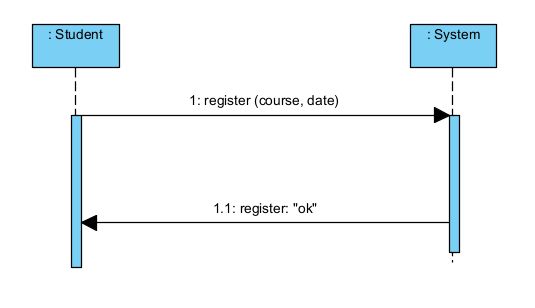 : Student
: System
1: register (course, date)
1.1: register: "ok"